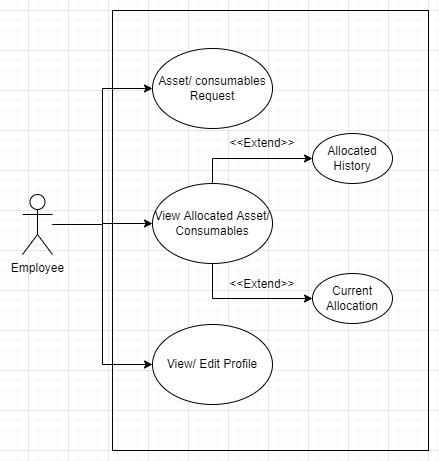 Asset/ consumables
Request
<<Extend>>
Allocated
History
View Allocated Asset/
Consumables
Employee
<<Extend>>
Current
Allocation
View/ Edit Profile